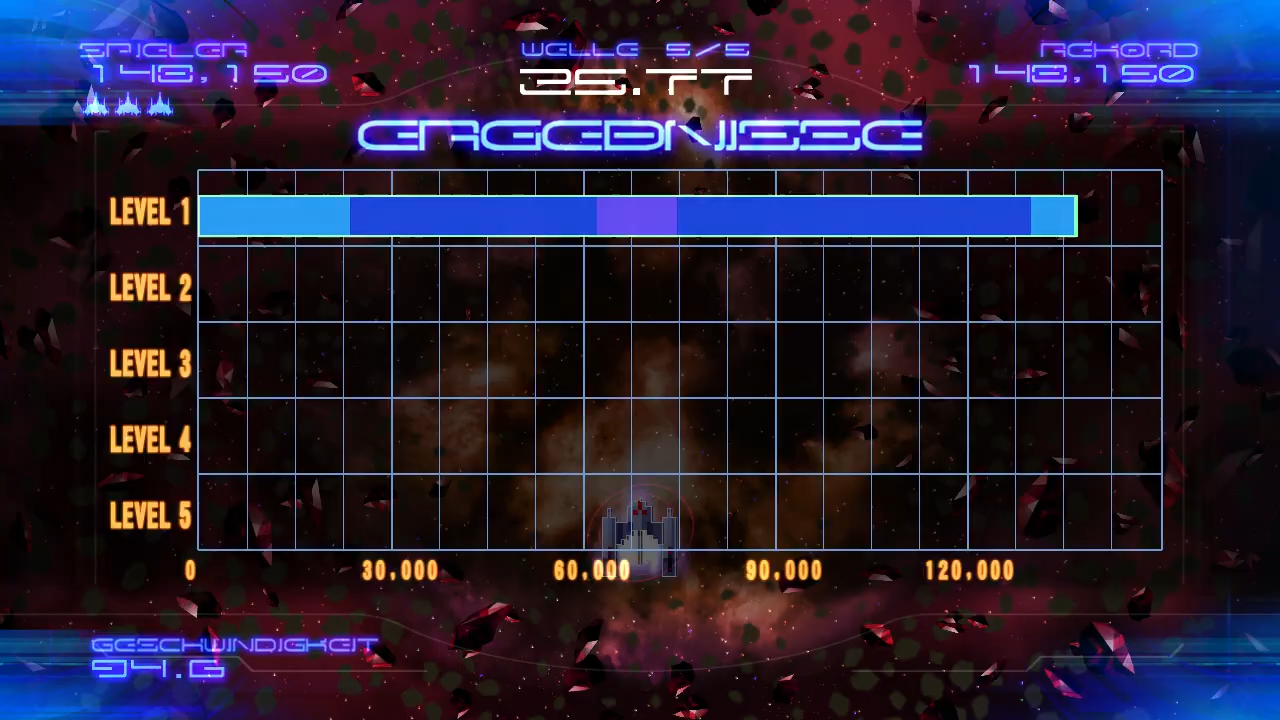 SPIELER
148,150
WELLE 5/5
25.77
REKORD
148,150
ERGEBNISSE
LEVEL 1
LEVEL 2
LEVEL 3
LEVEL 4
LEVEL 5
0 30,000 60,000 90,000 120,000
GESCHWINDIGKEIT
94.6